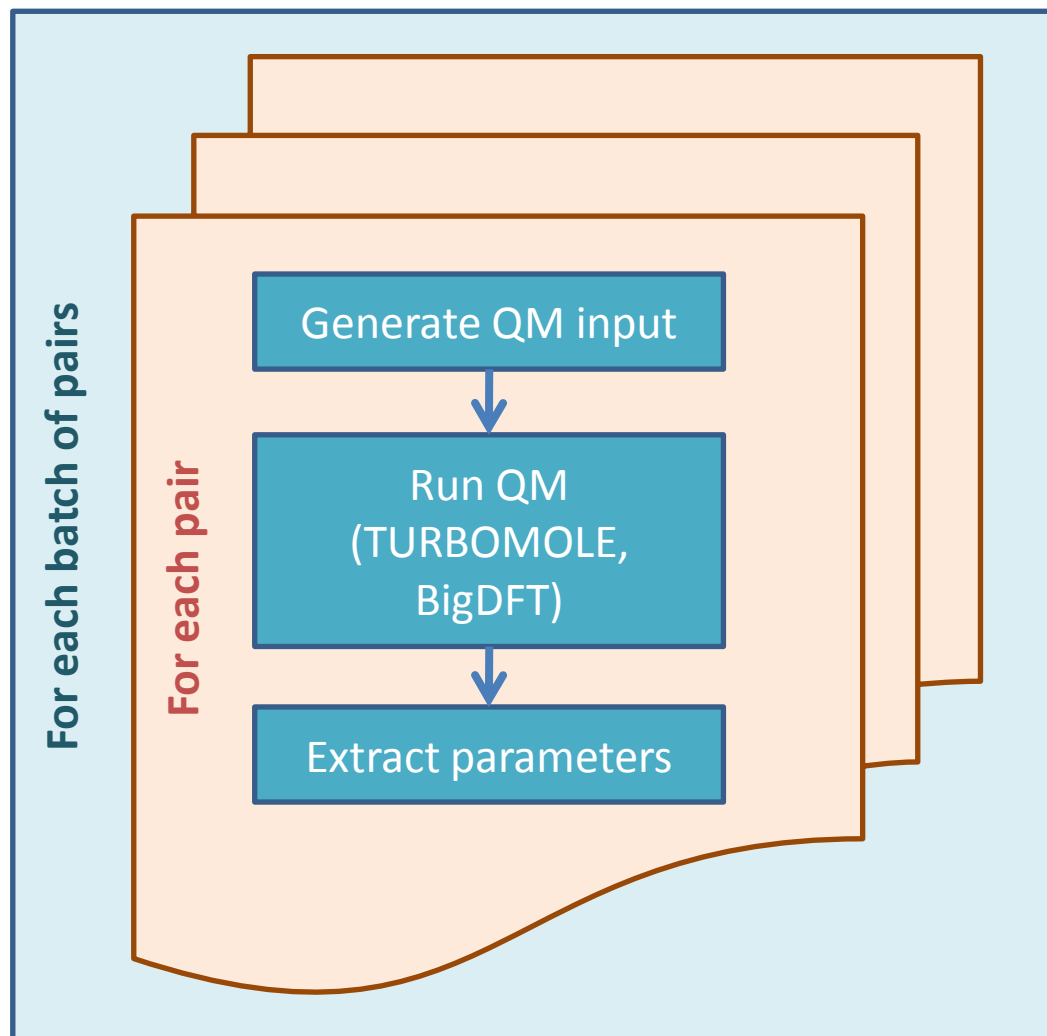 For each batch of pairs
For each pair
Generate QM input
Run QM
(TURBOMOLE,
BigDFT)
Extract parameters